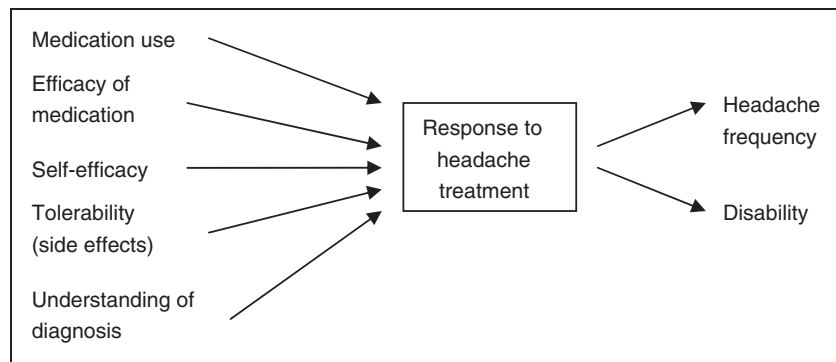 Medication use
Efficacy of
medication
Self-efficacy
Tolerability
(side effects)
Understanding of
diagnosis
Response to
headache
treatment
Headache
frequency
Disability